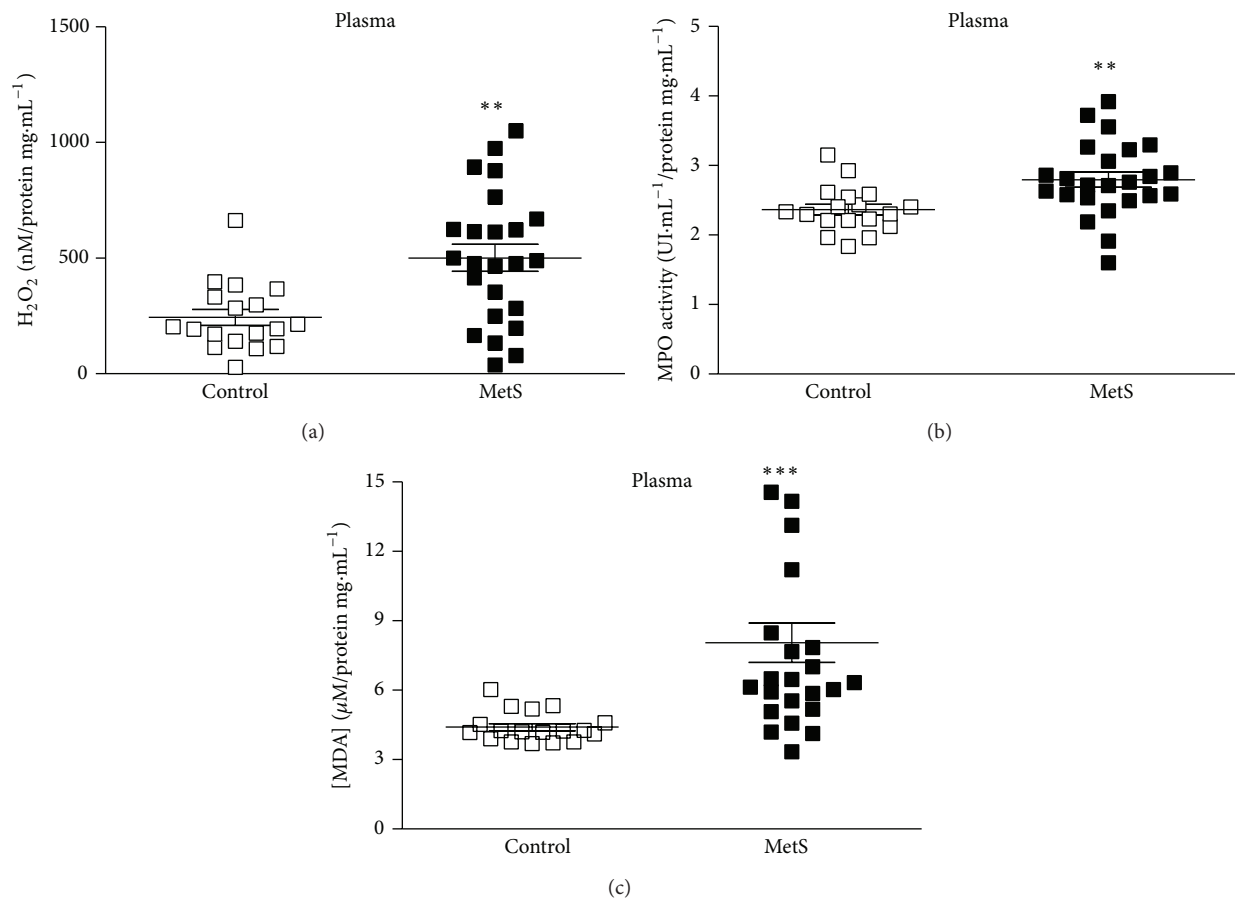 Plasma
1500
1000
500
0
H₂O₂ (nM/protein mg·mL⁻¹)
**
Control
MetS
(a)
Plasma
5
4
3
2
1
0
MPO activity (UI·mL⁻¹/protein mg·mL⁻¹)
**
Control
MetS
(b)
Plasma
15
12
9
6
3
0
[MDA] (μM/protein mg·mL⁻¹)
***
Control
MetS
(c)